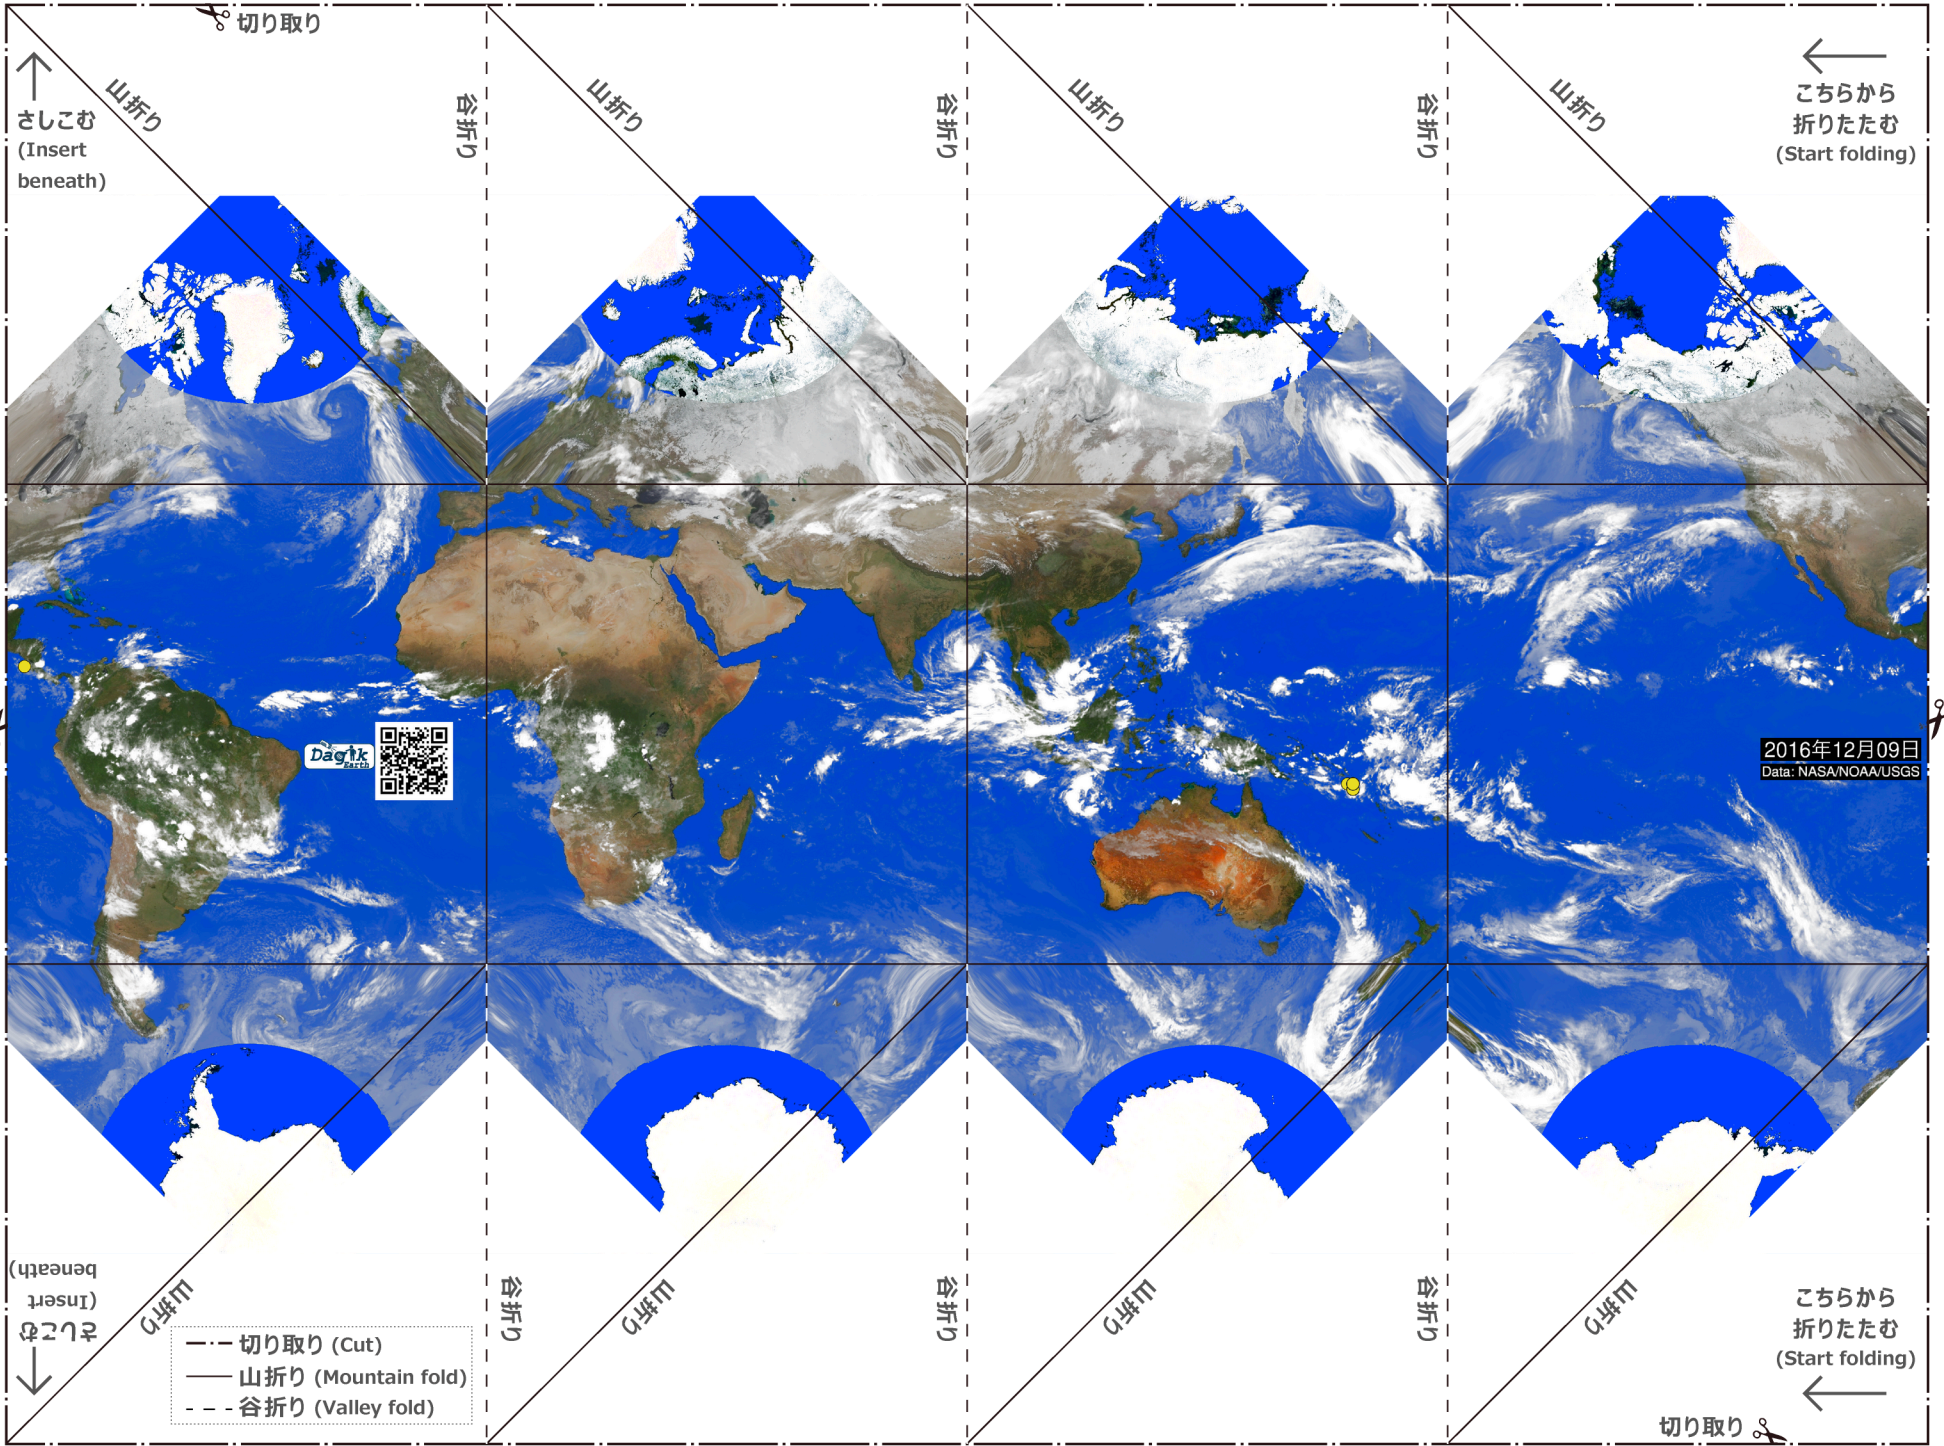 切り取り
さしこむ
(Insert
beneath)
山折り
谷折り
山折り
谷折り
山折り
谷折り
山折り
こちらから
折りたたむ
(Start folding)
Dagik
Earth
2016年12月09日
Data: NASA/NOAA/USGS
さしこむ
(Insert
beneath)
山折り
谷折り
山折り
谷折り
山折り
谷折り
山折り
こちらから
折りたたむ
(Start folding)
切り取り (Cut)
山折り (Mountain fold)
谷折り (Valley fold)
切り取り